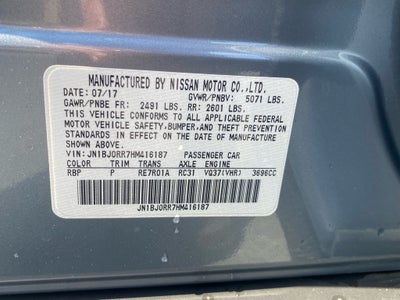 MANUFACTURED BY NISSAN MOTOR CO.,LTD.
DATE: 07/17 GVWR/PNBV: 5071 LBS.
GAWR/PNBE FR: 2491 LBS. RR: 2601 LBS.
THIS VEHICLE CONFORMS TO ALL APPLICABLE FEDERAL
MOTOR VEHICLE SAFETY, BUMPER, AND THEFT PREVENTION
STANDARDS IN EFFECT ON THE DATE OF MANUFACTURE
SHOWN ABOVE.
VIN: JN1BJ0RR7HM416187 PASSENGER CAR
COLOR TRIM TRANS AXLE ENGINE
RBP P RE7R01A RC31 VQ37(VHR) 3696CC
JN1BJ0RR7HM416187